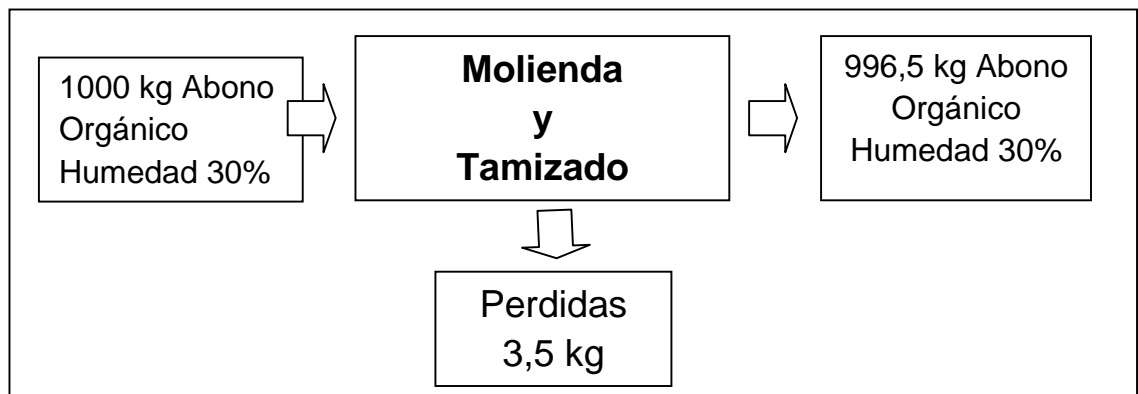 1000 kg Abono
Orgánico
Humedad 30%
Molienda
y
Tamizado
996,5 kg Abono
Orgánico
Humedad 30%
Perdidas
3,5 kg